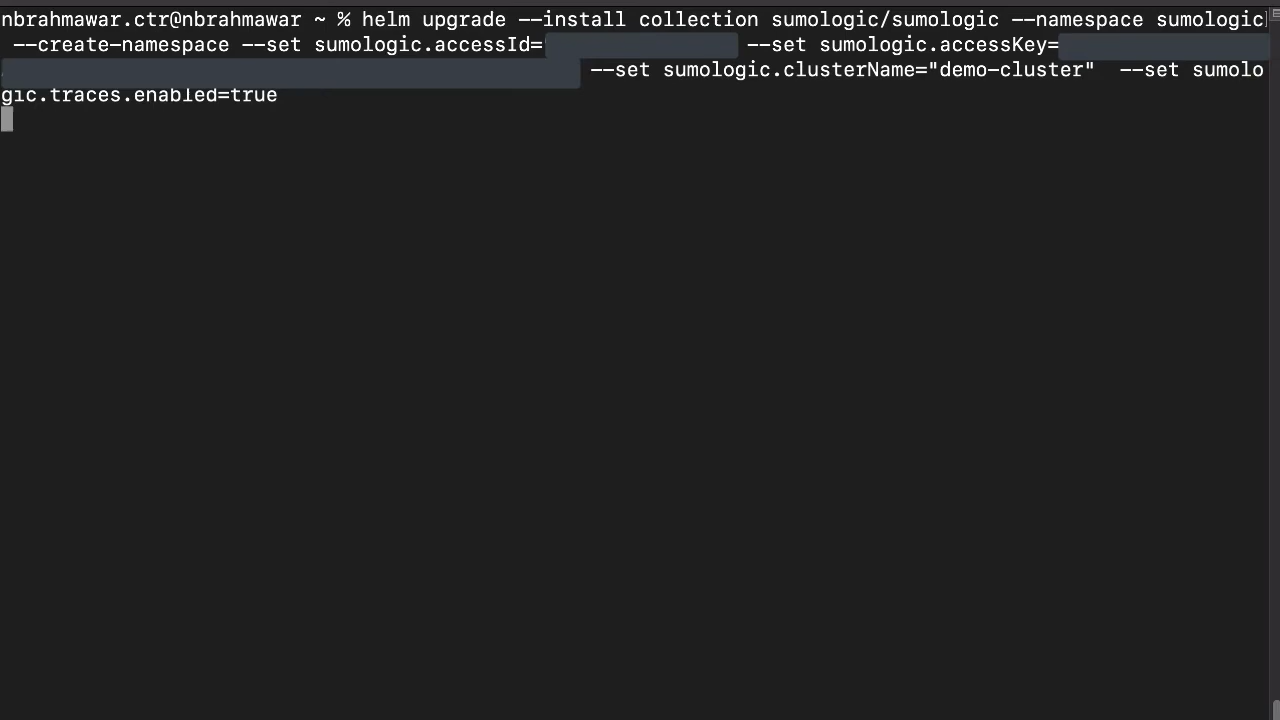 nbrahmawar.ctr@nbrahmawar ~ % helm upgrade --install collection sumologic/sumologic --namespace sumologic
--create-namespace --set sumologic.accessId= --set sumologic.accessKey=
--set sumologic.clusterName="demo-cluster"  --set sumolo
gic.traces.enabled=true